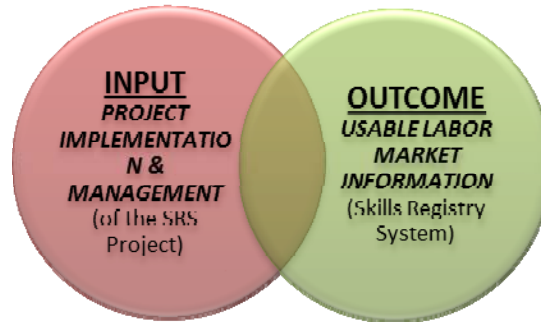 INPUT
PROJECT
IMPLEMENTATIO
N &
MANAGEMENT
(of the SRS
Project)
OUTCOME
USABLE LABOR
MARKET
INFORMATION
(Skills Registry
System)